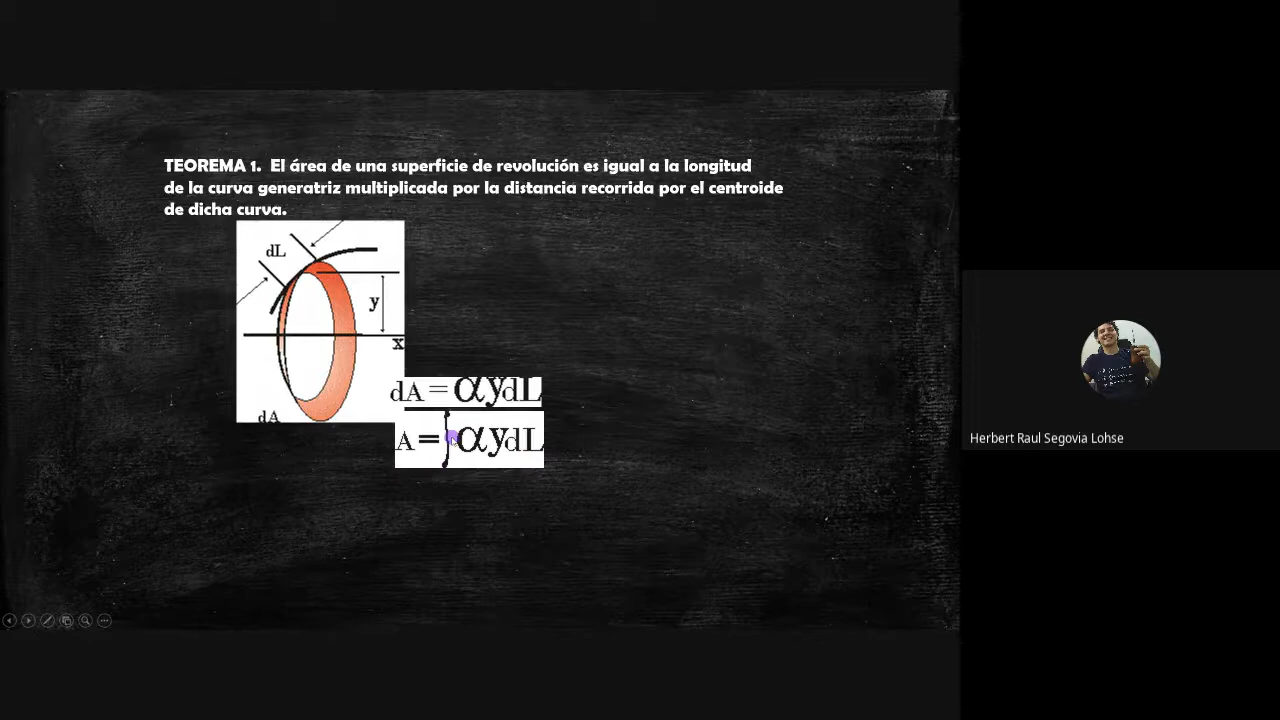 TEOREMA 1. El área de una superficie de revolución es igual a la longitud
de la curva generatriz multiplicada por la distancia recorrida por el centroide
de dicha curva.
dL
y
x
dA
dA = αydL
A = ∫αydL
Herbert Raul Segovia Lohse